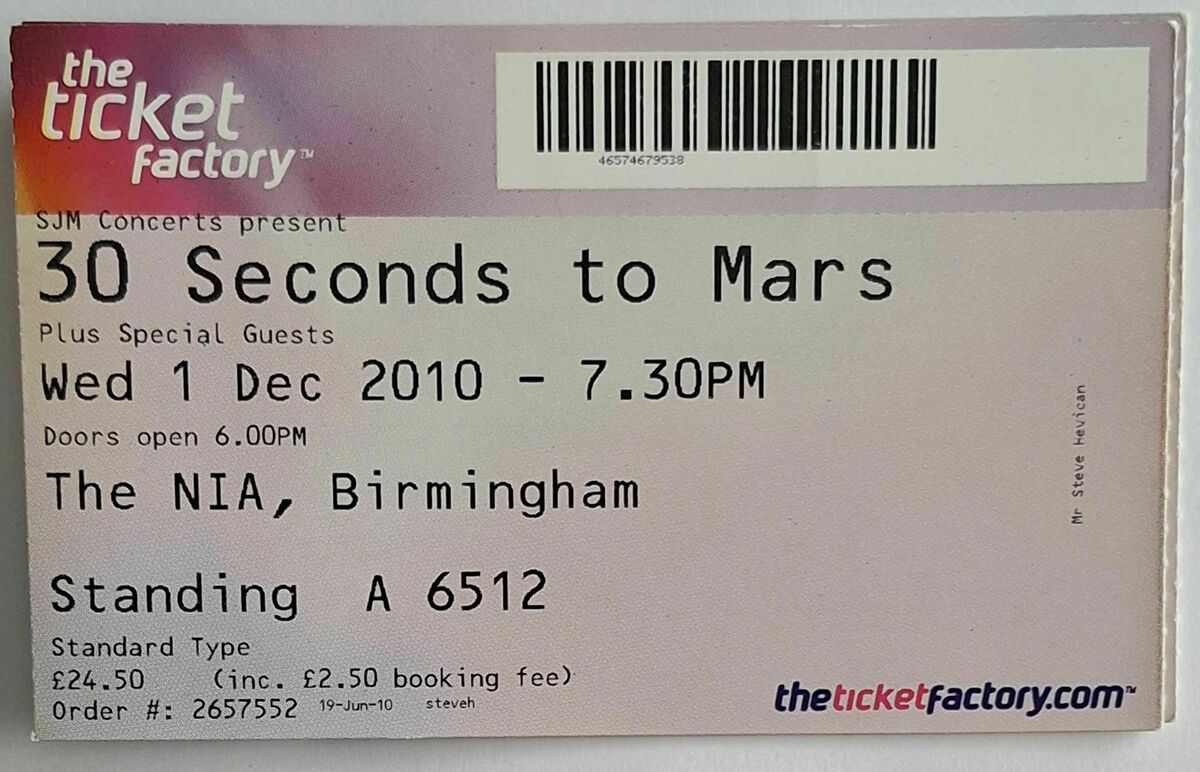 the
ticket
factory™
46574679538
SJM Concerts present
30 Seconds to Mars
Plus Special Guests
Wed 1 Dec 2010 - 7.30PM
Doors open 6.00PM
The NIA, Birmingham
Mr Steve Hevican
Standing A 6512
Standard Type
£24.50 (inc. £2.50 booking fee)
Order #: 2657552 19-Jun-10 steveh
theticketfactory.com™